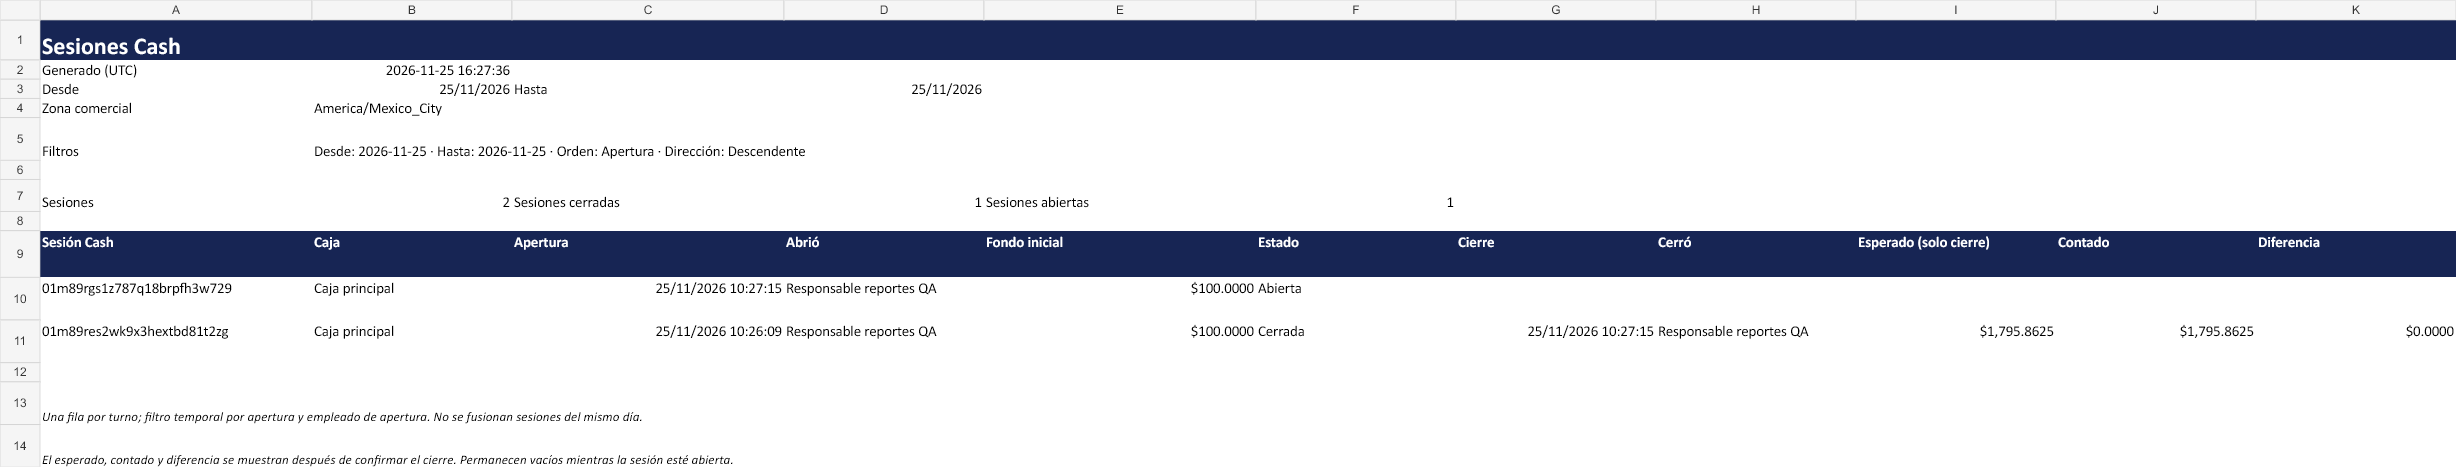 A B C D E F G H I J K
1 Sesiones Cash
2 Generado (UTC) 2026-11-25 16:27:36
3 Desde 25/11/2026 Hasta 25/11/2026
4 Zona comercial America/Mexico_City
5 Filtros Desde: 2026-11-25 · Hasta: 2026-11-25 · Orden: Apertura · Dirección: Descendente
6
7 Sesiones 2 Sesiones cerradas 1 Sesiones abiertas 1
8
9 Sesión Cash Caja Apertura Abrió Fondo inicial Estado Cierre Cerró Esperado (solo cierre) Contado Diferencia
10 01m89rgs1z787q18brpfh3w729 Caja principal 25/11/2026 10:27:15 Responsable reportes QA $100.0000 Abierta
11 01m89res2wk9x3hextbd81t2zg Caja principal 25/11/2026 10:26:09 Responsable reportes QA $100.0000 Cerrada 25/11/2026 10:27:15 Responsable reportes QA $1,795.8625 $1,795.8625 $0.0000
12
13 Una fila por turno; filtro temporal por apertura y empleado de apertura. No se fusionan sesiones del mismo día.
14 El esperado, contado y diferencia se muestran después de confirmar el cierre. Permanecen vacíos mientras la sesión esté abierta.